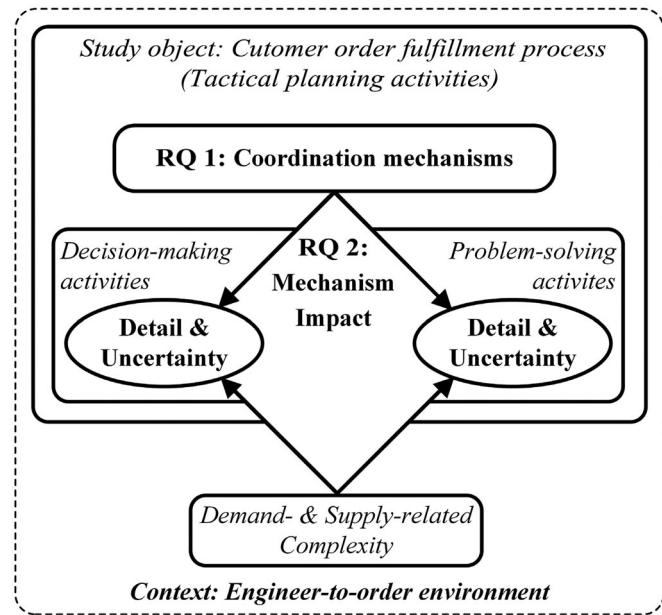 Study object: Cutomer order fulfillment process
(Tactical planning activities)
RQ 1: Coordination mechanisms
Decision-making
activities
RQ 2:
Mechanism
Impact
Problem-solving
activites
Detail &
Uncertainty
Detail &
Uncertainty
Demand- & Supply-related
Complexity
Context: Engineer-to-order environment